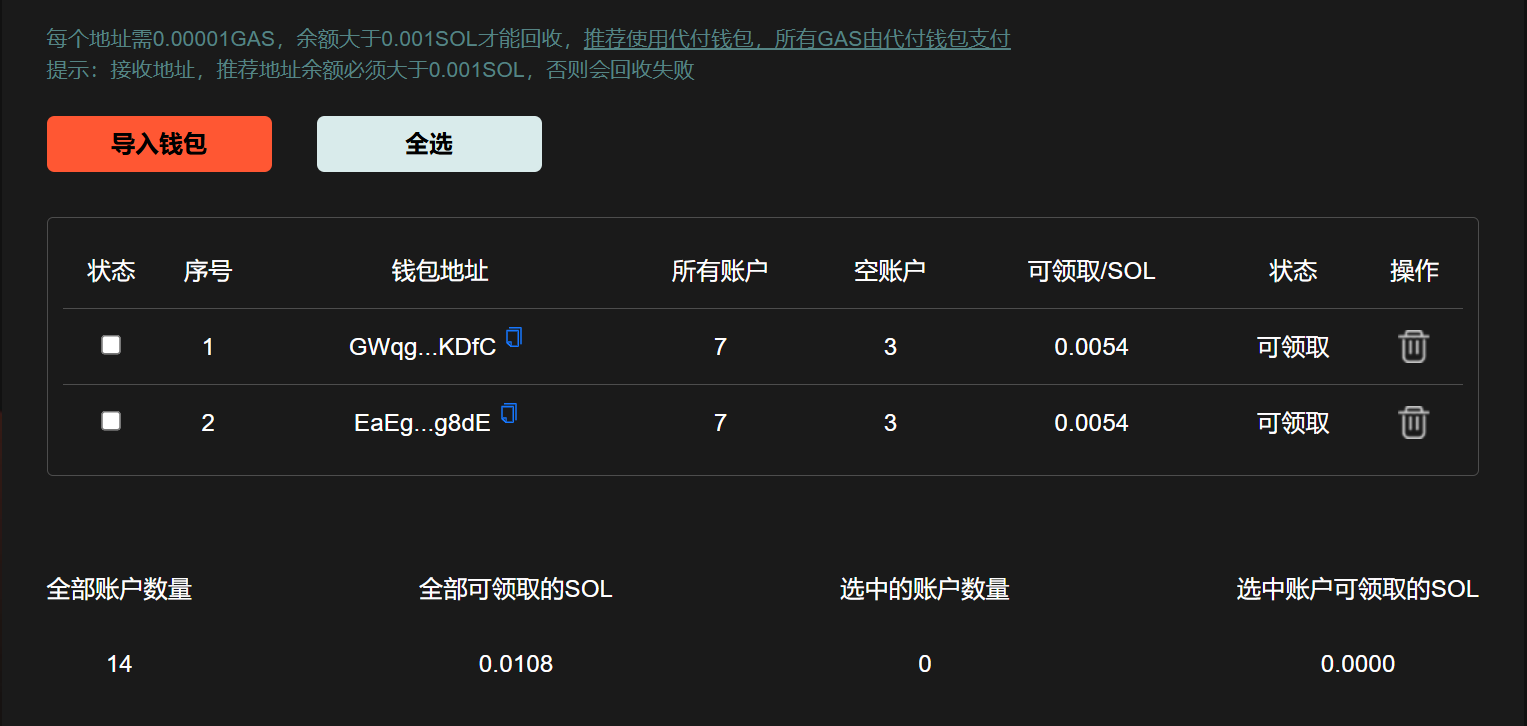 每个地址需0.00001GAS，余额大于0.001SOL才能回收，推荐使用代付钱包，所有GAS由代付钱包支付
提示：接收地址，推荐地址余额必须大于0.001SOL，否则会回收失败
导入钱包 全选
状态 序号 钱包地址 所有账户 空账户 可领取/SOL 状态 操作
1 GWqg...KDfC 7 3 0.0054 可领取
2 EaEg...g8dE 7 3 0.0054 可领取
全部账户数量 全部可领取的SOL 选中的账户数量 选中账户可领取的SOL
14 0.0108 0 0.0000